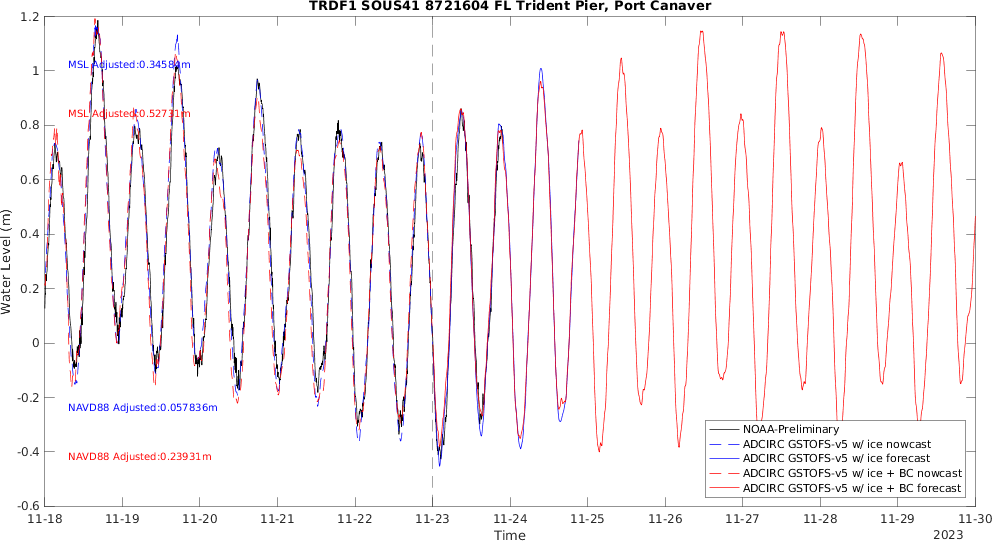 TRDF1 SOUS41 8721604 FL Trident Pier, Port Canaver
1.2
1
0.8
0.6
0.4
0.2
0
-0.2
-0.4
-0.6
Water Level (m)
MSL Adjusted:0.34582m
MSL Adjusted:0.52731m
NAVD88 Adjusted:0.057836m
NAVD88 Adjusted:0.23931m
NOAA-Preliminary
ADCIRC GSTOFS-v5 w/ ice nowcast
ADCIRC GSTOFS-v5 w/ ice forecast
ADCIRC GSTOFS-v5 w/ ice + BC nowcast
ADCIRC GSTOFS-v5 w/ ice + BC forecast
11-18 11-19 11-20 11-21 11-22 11-23 11-24 11-25 11-26 11-27 11-28 11-29 11-30
Time
2023